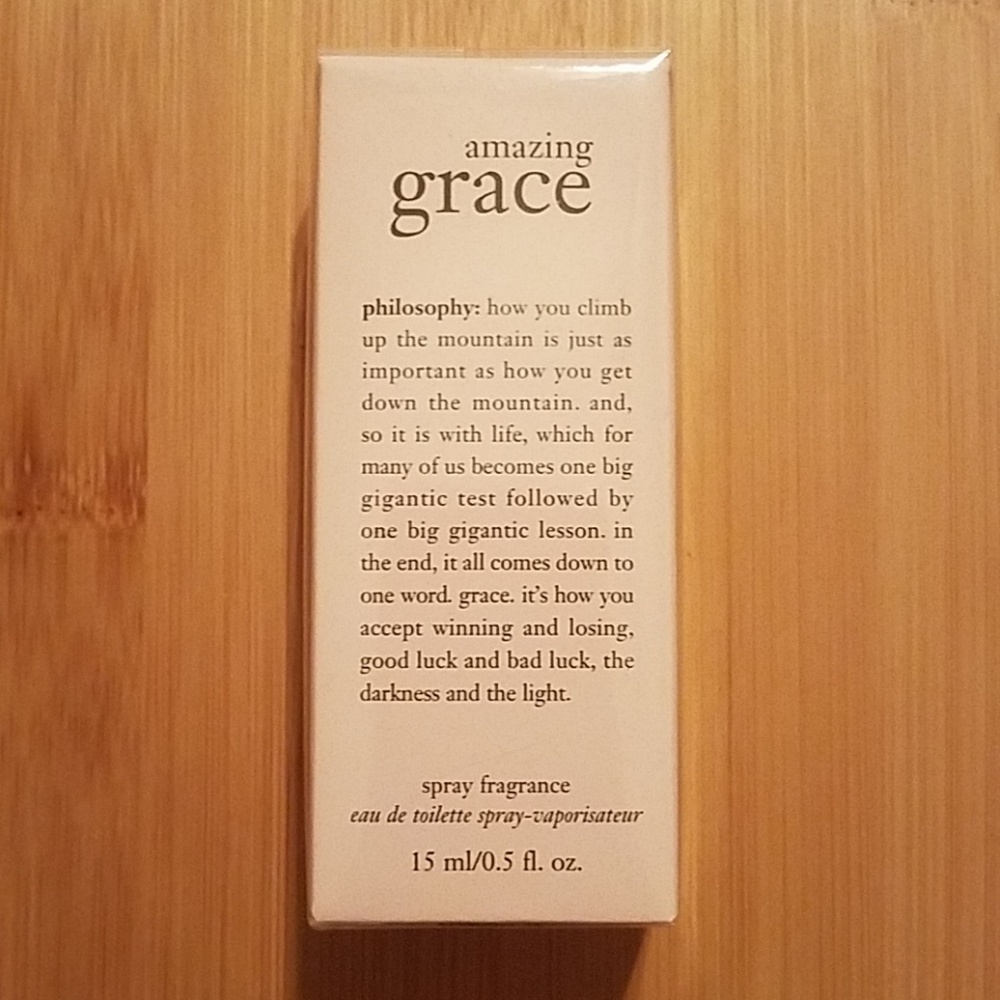 amazing
grace
philosophy: how you climb
up the mountain is just as
important as how you get
down the mountain. and,
so it is with life, which for
many of us becomes one big
gigantic test followed by
one big gigantic lesson. in
the end, it all comes down to
one word. grace. it's how you
accept winning and losing,
good luck and bad luck, the
darkness and the light.
spray fragrance
eau de toilette spray-vaporisateur
15 ml/0.5 fl. oz.